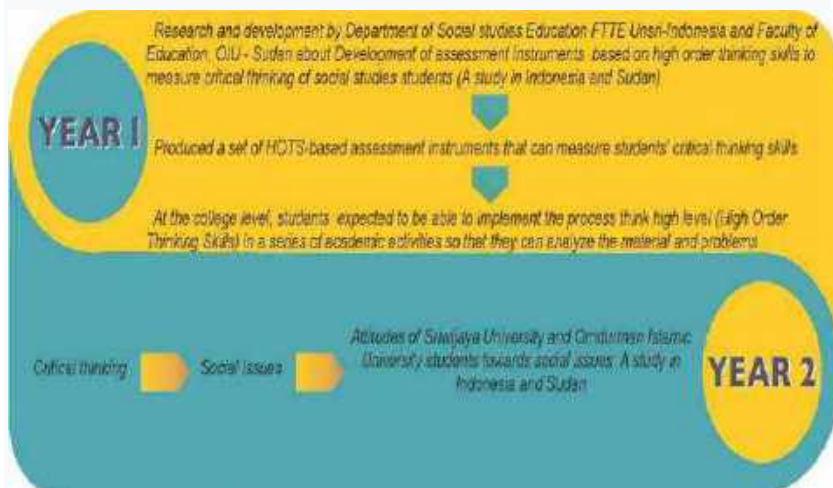 Research and development by Department of Social studies Education FTTE Unsri-Indonesia and Faculty of
Education, OIU - Sudan about Development of assessment instruments based on high order thinking skills to
measure critical thinking of social studies students (A study in Indonesia and Sudan)
YEAR 1
Produced a set of HOTS-based assessment instruments that can measure students' critical thinking skills
At the college level, students expected to be able to implement the process think high level (High Order
Thinking Skills) in a series of academic activities so that they can analyze the material and problems
Critical thinking
Social Issues
Attitudes of Sriwijaya University and Omdurman Islamic
University students towards social issues: A study in
Indonesia and Sudan
YEAR 2